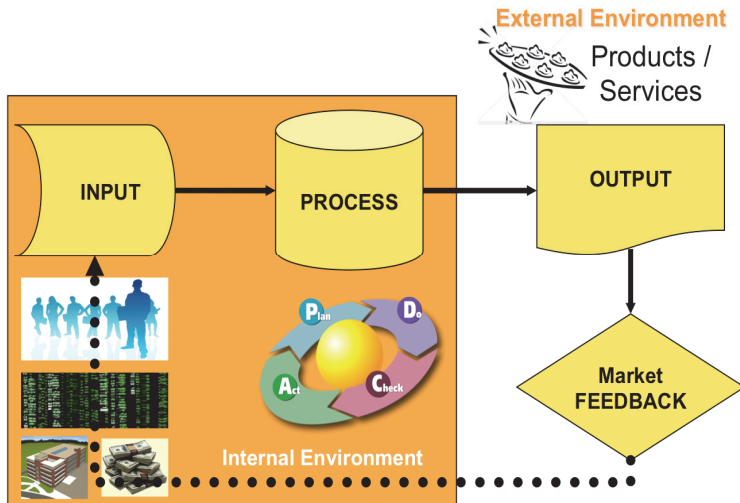 External Environment
Products /
Services
INPUT
PROCESS
OUTPUT
Plan
Do
Act
Check
Market
FEEDBACK
Internal Environment